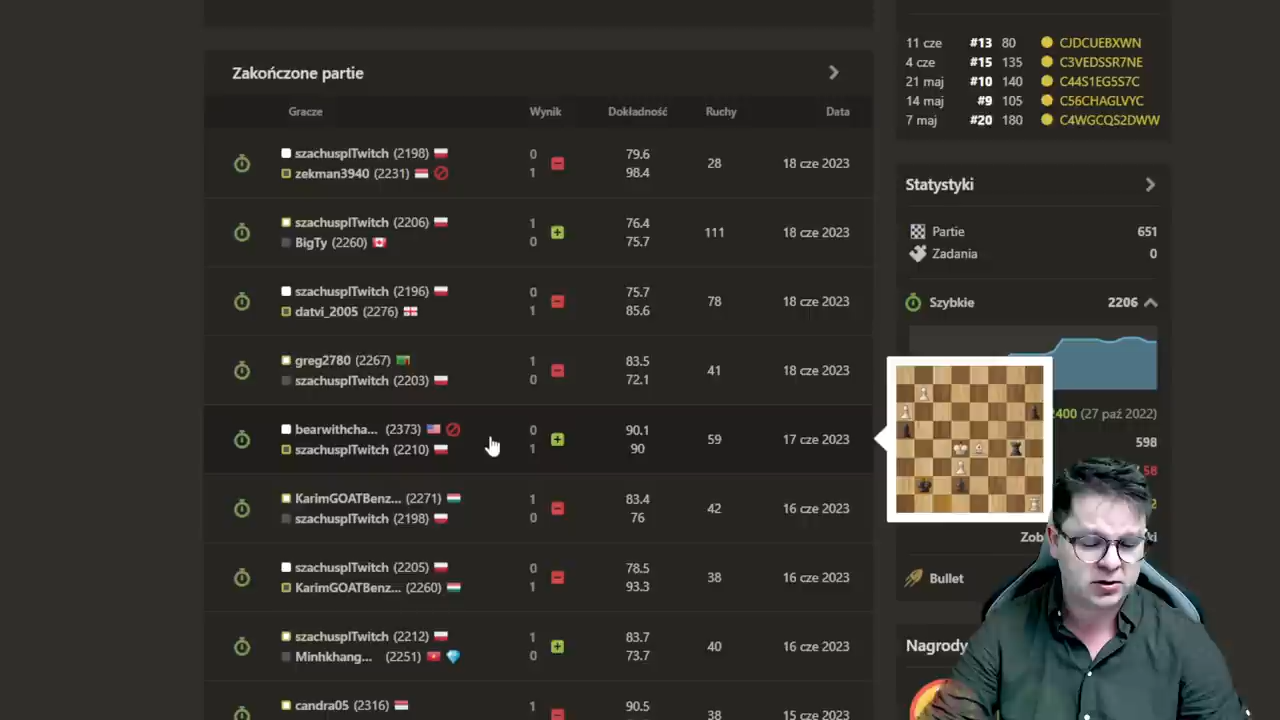 Zakończone partie
Gracze Wynik Dokładność Ruchy Data
szachusplTwitch (2198) 0 79.6
zekman3940 (2231) 1 98.4
28 18 cze 2023
szachusplTwitch (2206) 1 76.4
BigTy (2260) 0 75.7
111 18 cze 2023
szachusplTwitch (2196) 0 75.7
datvi_2005 (2276) 1 85.6
78 18 cze 2023
greg2780 (2267) 1 83.5
szachusplTwitch (2203) 0 72.1
41 18 cze 2023
bearwithcha... (2373) 0 90.1
szachusplTwitch (2210) 1 90
59 17 cze 2023
KarimGOATBenz... (2271) 1 83.4
szachusplTwitch (2198) 0 76
42 16 cze 2023
szachusplTwitch (2205) 0 78.5
KarimGOATBenz... (2260) 1 93.3
38 16 cze 2023
szachusplTwitch (2212) 1 83.7
Minhkhang... (2251) 0 73.7
40 16 cze 2023
candra05 (2316) 1 90.5
38 15 cze 2023
11 cze #13 80 CJDCUEBXWN
4 cze #15 135 C3VEDSSR7NE
21 maj #10 140 C44S1EG5S7C
14 maj #9 105 C56CHAGLVYC
7 maj #20 180 C4WGCQS2DWW
Statystyki
Partie 651
Zadania 0
Szybkie 2206
2400 (27 paź 2022)
598
58
2
Zob ki
Bullet
Nagrody